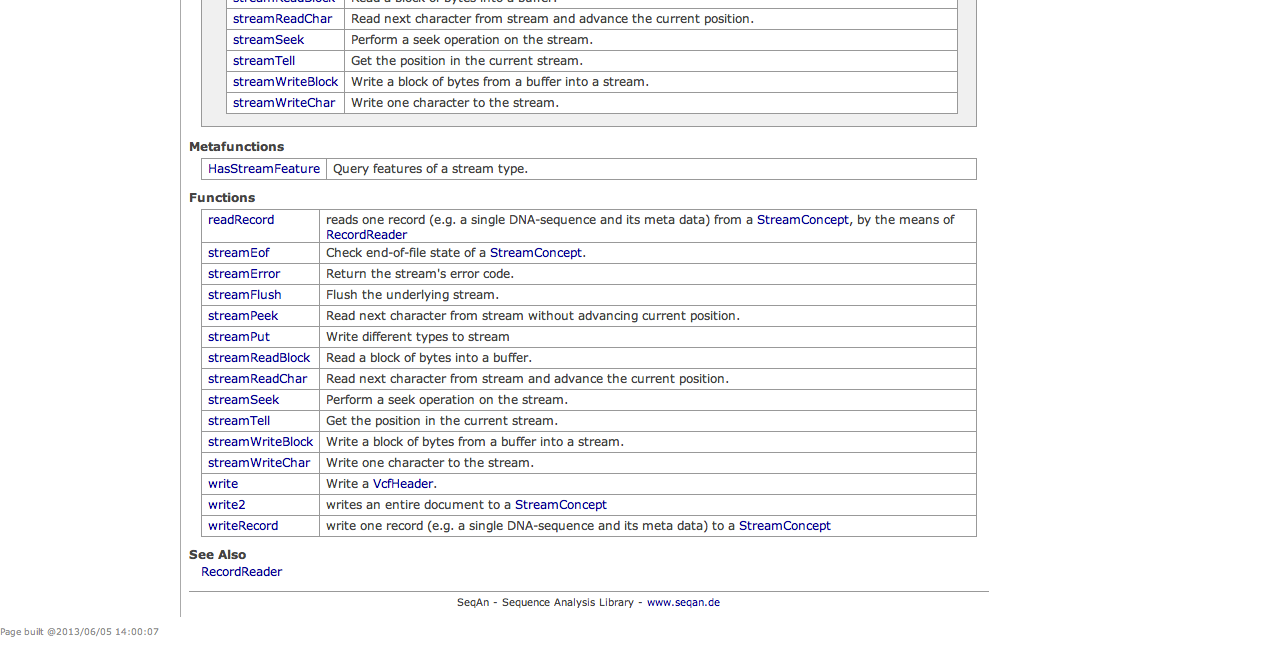 streamReadBlock Read a block of bytes into a buffer.
streamReadChar Read next character from stream and advance the current position.
streamSeek Perform a seek operation on the stream.
streamTell Get the position in the current stream.
streamWriteBlock Write a block of bytes from a buffer into a stream.
streamWriteChar Write one character to the stream.
Metafunctions
HasStreamFeature Query features of a stream type.
Functions
readRecord reads one record (e.g. a single DNA-sequence and its meta data) from a StreamConcept, by the means of
RecordReader
streamEof Check end-of-file state of a StreamConcept.
streamError Return the stream's error code.
streamFlush Flush the underlying stream.
streamPeek Read next character from stream without advancing current position.
streamPut Write different types to stream
streamReadBlock Read a block of bytes into a buffer.
streamReadChar Read next character from stream and advance the current position.
streamSeek Perform a seek operation on the stream.
streamTell Get the position in the current stream.
streamWriteBlock Write a block of bytes from a buffer into a stream.
streamWriteChar Write one character to the stream.
write Write a VcfHeader.
write2 writes an entire document to a StreamConcept
writeRecord write one record (e.g. a single DNA-sequence and its meta data) to a StreamConcept
See Also
RecordReader
SeqAn - Sequence Analysis Library - www.seqan.de
Page built @2013/06/05 14:00:07